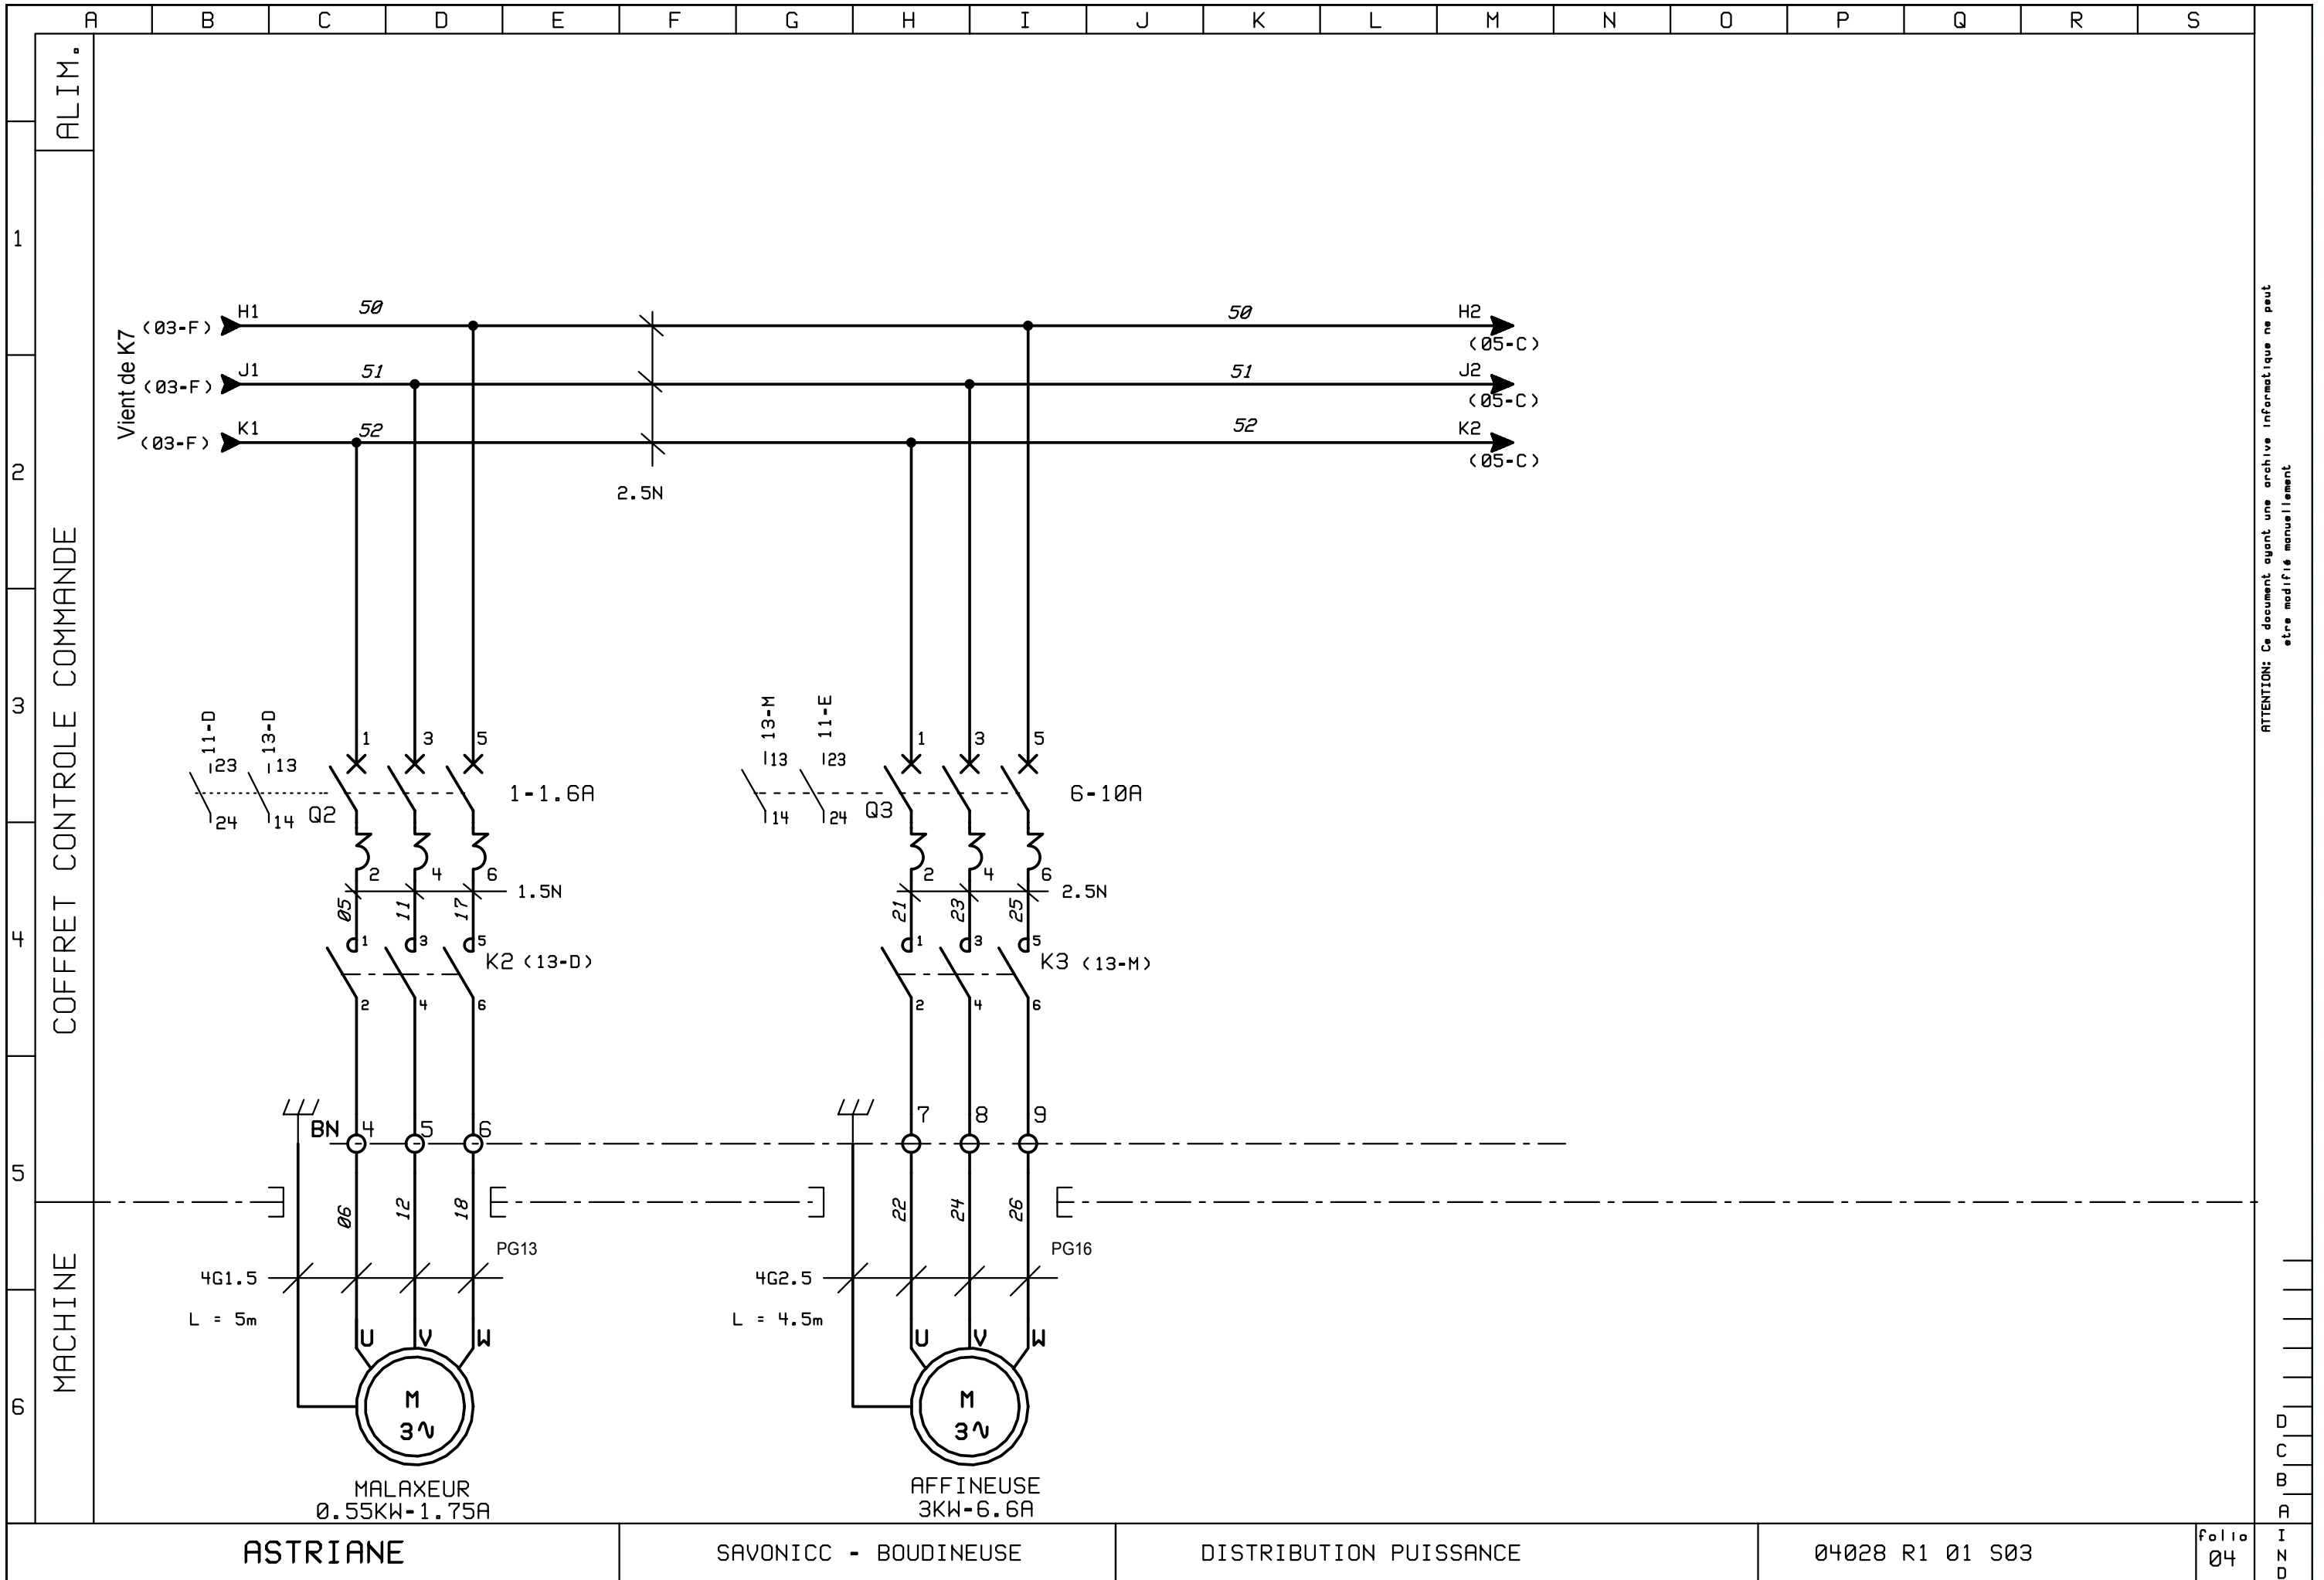 A B C D E F G H I J K L M N O P Q R S
ALIM.
COFFRET CONTROLE COMMANDE
MACHINE
1
2
3
4
5
6
Vient de K7
(03-F) H1 50 50 H2
(05-C)
(03-F) J1 51 51 J2
(05-C)
(03-F) K1 52 52 K2
(05-C)
2.5N
11-D 13-D
23 13 1 3 5
1-1.6A
24 14 Q2
2 4 6
1.5N
05 11 17
1 3 5
K2 (13-D)
2 4 6
BN 4 5 6
06 12 18
PG13
4G1.5
L = 5m
U V W
M
3∿
MALAXEUR
0.55KW-1.75A
13-M 11-E
13 23 1 3 5
6-10A
14 24 Q3
2 4 6
2.5N
21 23 25
1 3 5
K3 (13-M)
2 4 6
7 8 9
22 24 26
PG16
4G2.5
L = 4.5m
U V W
M
3∿
AFFINEUSE
3KW-6.6A
ATTENTION: Ce document ayant une archive informatique ne peut
etre modifié manuellement
D
C
B
A
IND
ASTRIANE
SAVONICC - BOUDINEUSE
DISTRIBUTION PUISSANCE
04028 R1 01 S03
folio
04